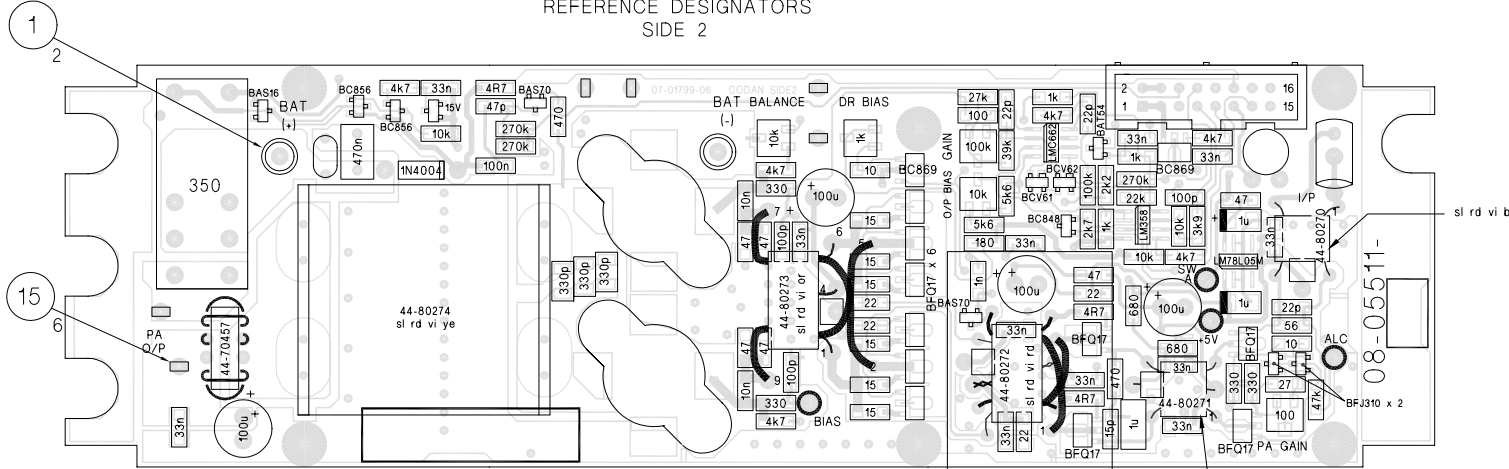 REFERENCE DESIGNATORS
SIDE 2
1
2
15
6
07-01799-06 CODAN SIDE2
BAS16
BAT
(+)
BC856
BC856
4k7
33n
15V
10k
4R7
47p
BAS70
470
270k
270k
100n
350
470n
1N4004
BAT
(-)
BALANCE
DR BIAS
10k
1k
4k7
330
10
BC869
10n
7
+
100u
47
47
100p
33n
6
5
15
15
15
22
22
15
15
15
BFQ17 x 6
330p
330p
330p
44-80274
sl rd vi ye
44-80273
sl rd vi or
4
1
2
47
47
9
100p
10n
330
4k7
BIAS
PA
O/P
44-70457
33n
100u
+
O/P BIAS GAIN
27k
100
22p
100k
39k
10k
5k6
5k6
180
33n
1k
4k7
LMC662
22p
BAT54
BCV62
BCV61
BC848
100k
2k2
2k7
1k
2
1
16
15
33n
1k
BC869
4k7
33n
270k
22k
LM358
100p
10k
3k9
10k
4k7
47
+
1u
LM78L05M
I/P
33n
44-80270
sl rd vi b
SW
A
1n
BAS70
+
100u
47
22
4R7
680
+
100u
1u
+5V
22p
56
10
ALC
08-05511-
33n
44-80272
sl rd vi rd
1
BFQ17
33n
4R7
470
680
33n
44-80271
33n
BFQ17
330
330
27
47k
BFJ310 x 2
100
33n
22
BFQ17
15p
1u
BFQ17
PA GAIN